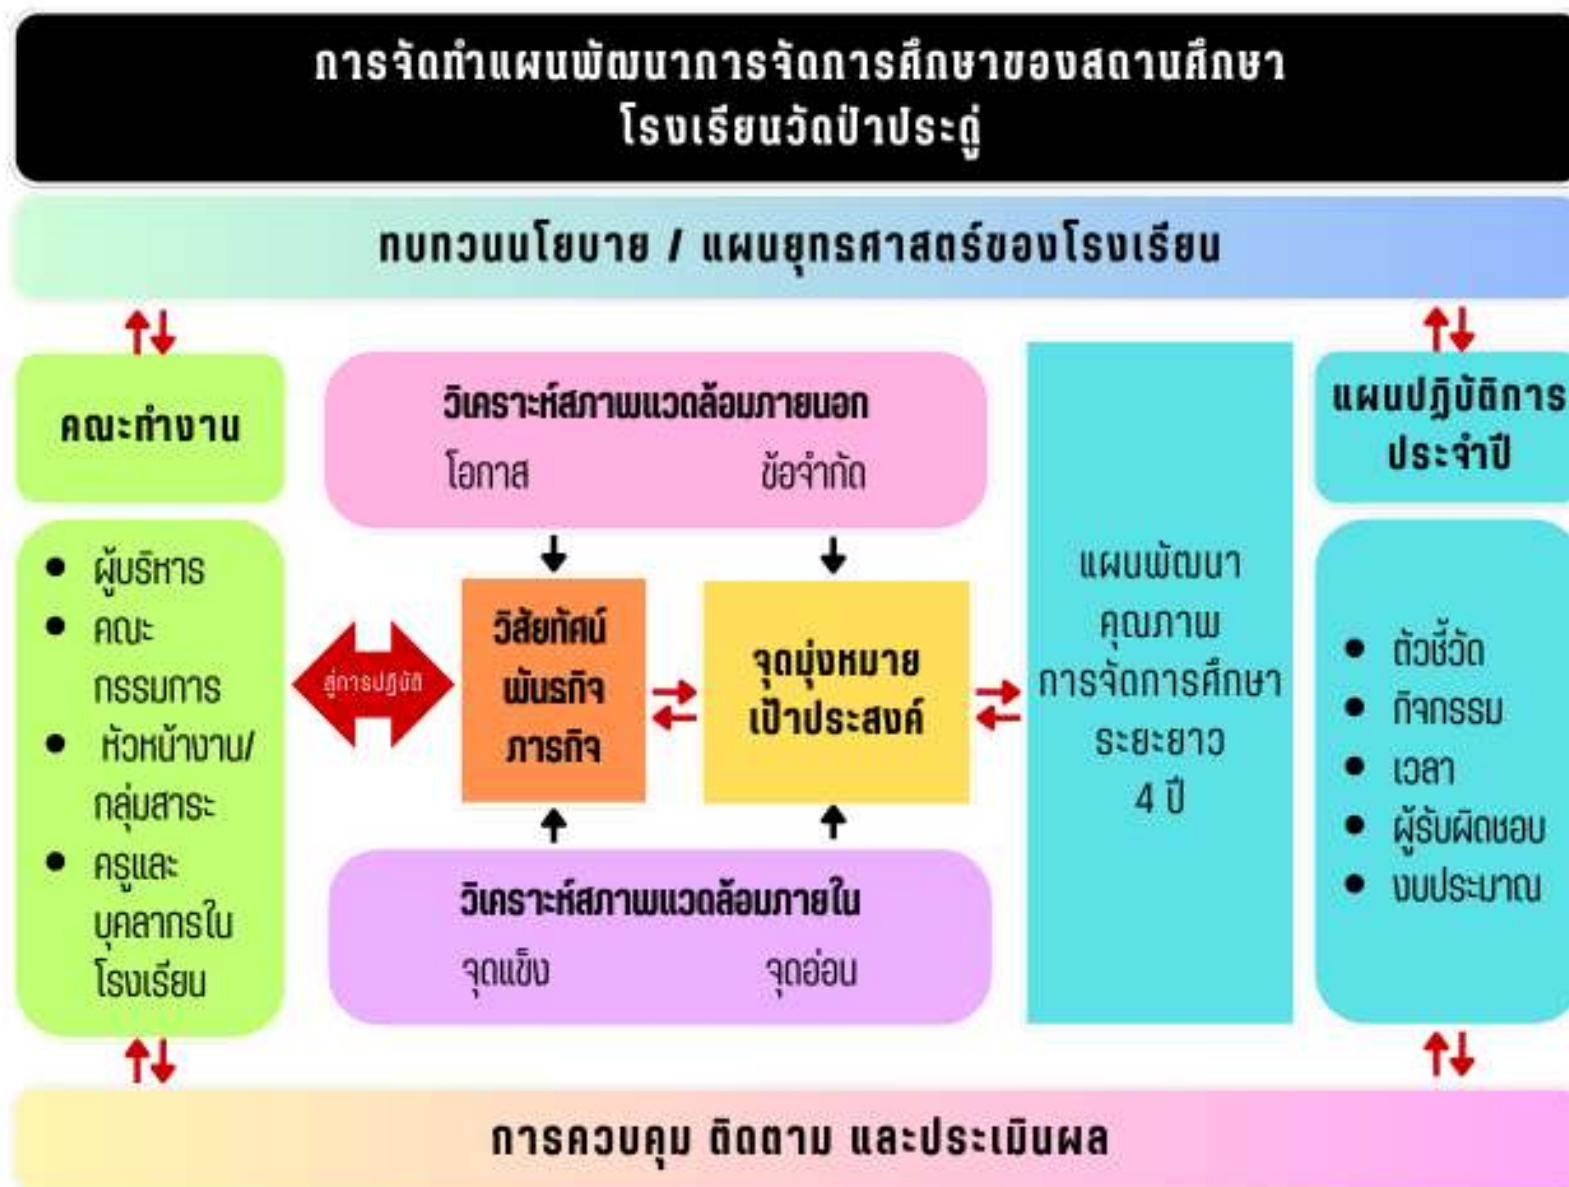 การจัดทำแผนพัฒนาการจัดการศึกษาของสถานศึกษา
โรงเรียนวัดป่าประดู่
ทบทวนนโยบาย / แผนยุทธศาสตร์ของโรงเรียน
คณะทำงาน
• ผู้บริหาร
• คณะ
กรรมการ
• หัวหน้างาน/
กลุ่มสาระ
• ครูและ
บุคลากรใน
โรงเรียน
สู่การปฏิบัติ
วิเคราะห์สภาพแวดล้อมภายนอก
โอกาส ข้อจำกัด
วิสัยทัศน์
พันธกิจ
ภารกิจ
จุดมุ่งหมาย
เป้าประสงค์
วิเคราะห์สภาพแวดล้อมภายใน
จุดแข็ง จุดอ่อน
แผนพัฒนา
คุณภาพ
การจัดการศึกษา
ระยะยาว
4 ปี
แผนปฏิบัติการ
ประจำปี
• ตัวชี้วัด
• กิจกรรม
• เวลา
• ผู้รับผิดชอบ
• งบประมาณ
การควบคุม ติดตาม และประเมินผล